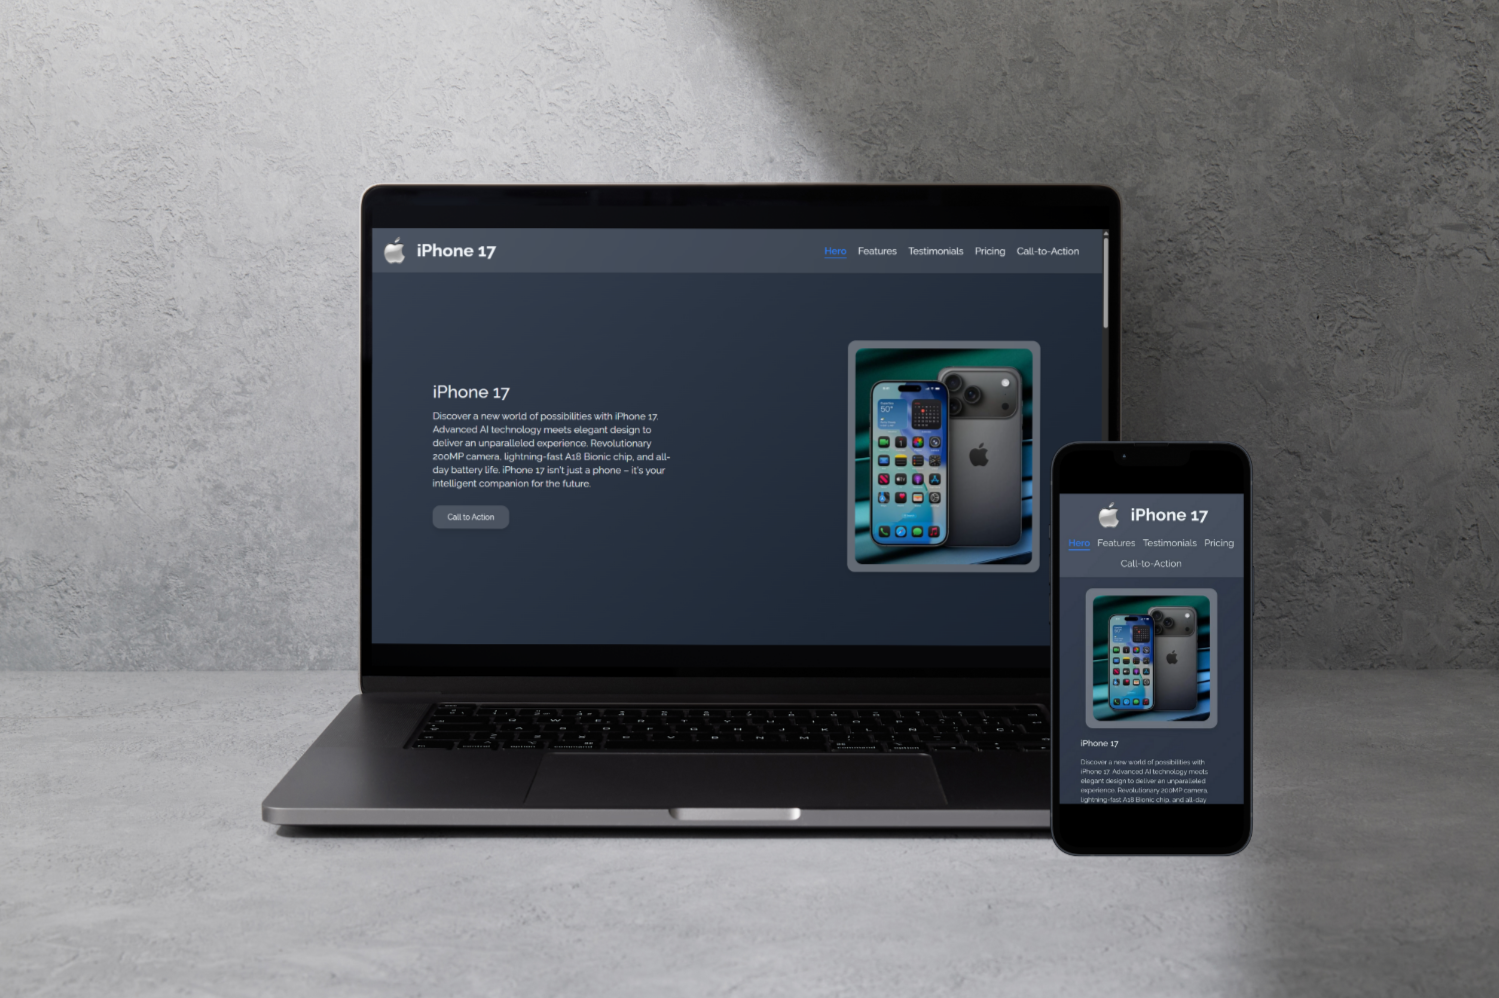 iPhone 17
Hero Features Testimonials Pricing Call-to-Action
iPhone 17
Discover a new world of possibilities with iPhone 17.
Advanced AI technology meets elegant design to
deliver an unparalleled experience. Revolutionary
200MP camera, lightning-fast A18 Bionic chip, and all-
day battery life. iPhone 17 isn't just a phone – it's your
intelligent companion for the future.
Call to Action
iPhone 17
Hero Features Testimonials Pricing
Call-to-Action
iPhone 17
Discover a new world of possibilities with
iPhone 17. Advanced AI technology meets
elegant design to deliver an unparalleled
experience. Revolutionary 200MP camera,
lightning-fast A18 Bionic chip, and all-day